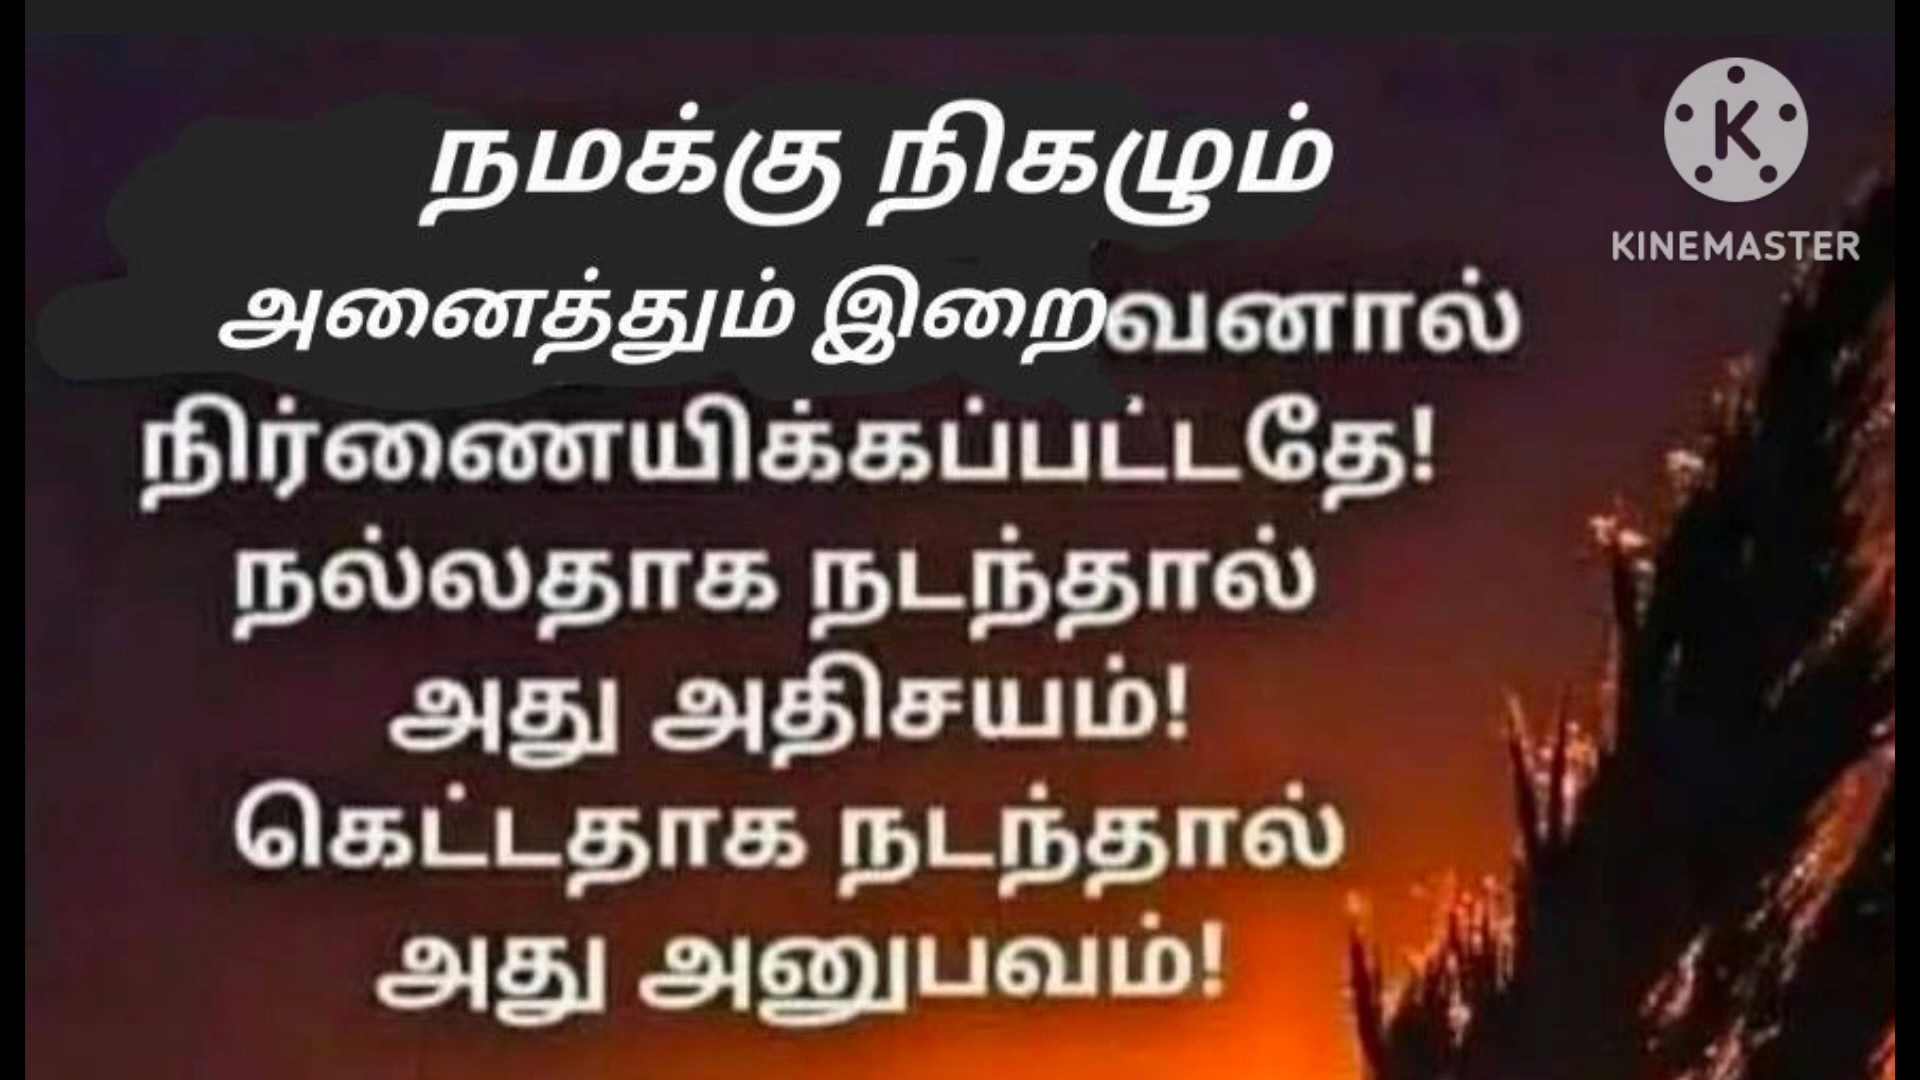 நமக்கு நிகழும்
KINEMASTER
அனைத்தும் இறைவனால்
நிர்ணையிக்கப்பட்டதே!
நல்லதாக நடந்தால்
அது அதிசயம்!
கெட்டதாக நடந்தால்
அது அனுபவம்!